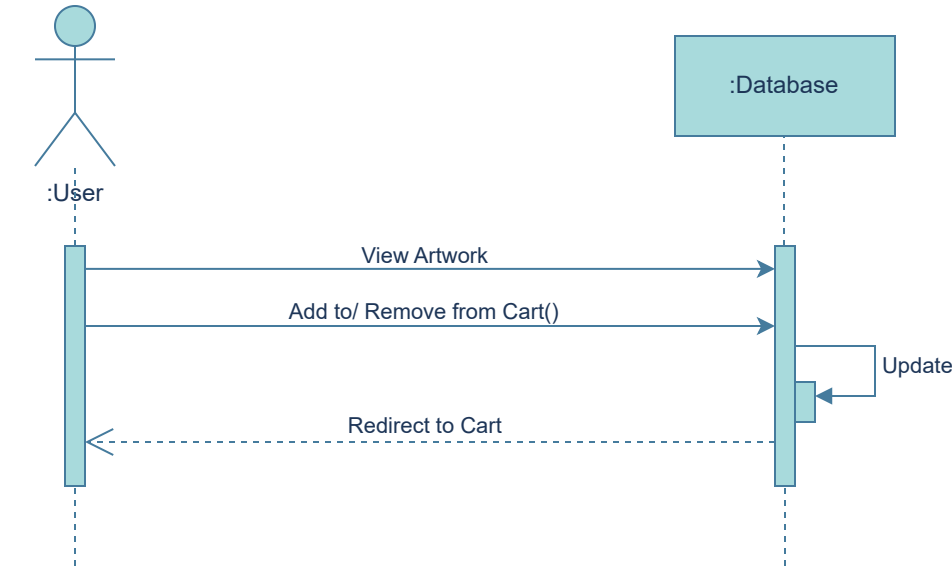 :User
:Database
View Artwork
Add to/ Remove from Cart()
Update
Redirect to Cart